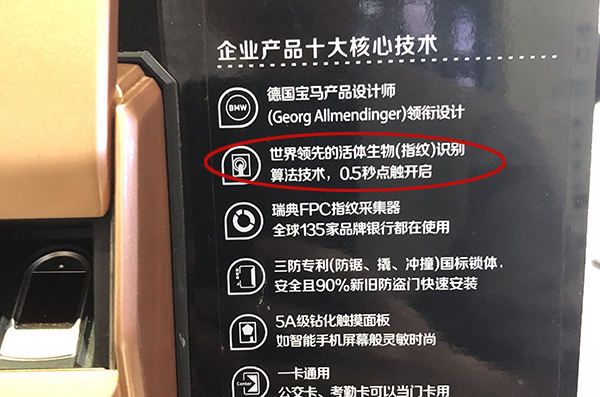 企业产品十大核心技术
BMW
德国宝马产品设计师
(Georg Allmendinger)领衔设计
世界领先的活体生物(指纹)识别
算法技术，0.5秒点触开启
瑞典FPC指纹采集器
全球135家品牌银行都在使用
三防专利(防锯、撬、冲撞)国标锁体，
安全且90%新旧防盗门快速安装
5A级钻化触摸面板
如智能手机屏幕般灵敏时尚
Center
一卡通用
公交卡、考勤卡可以当门卡用